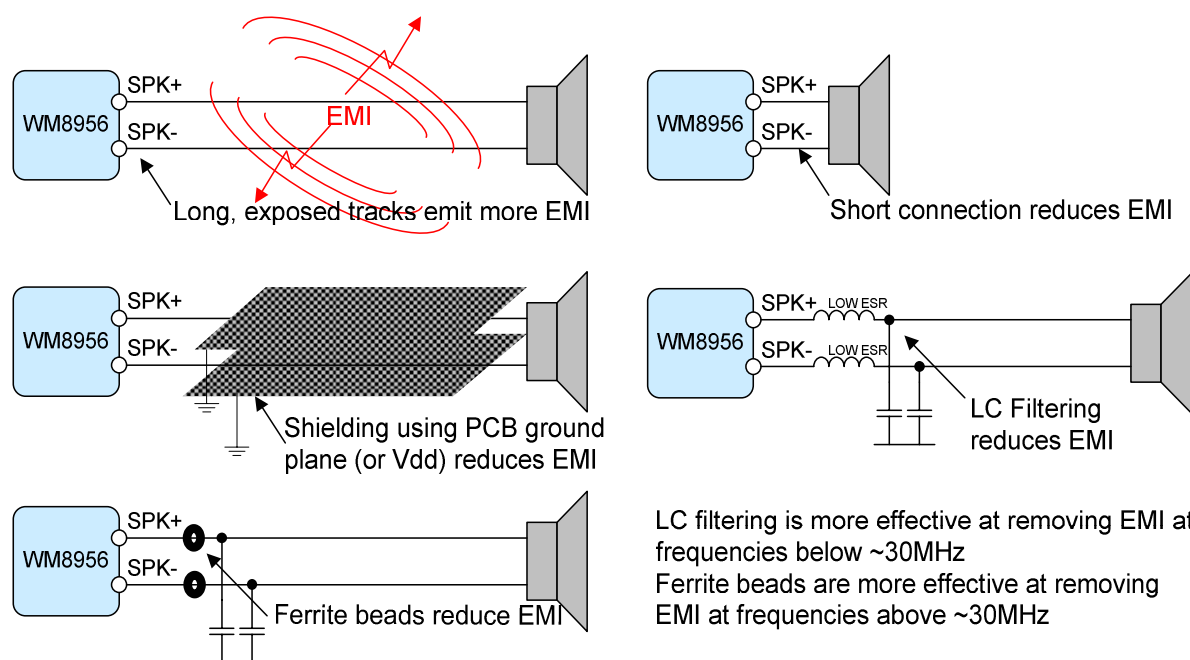 SPK+
WM8956
EMI
SPK-
Long, exposed tracks emit more EMI
SPK+
WM8956
SPK-
Short connection reduces EMI
SPK+
WM8956
SPK-
Shielding using PCB ground
plane (or Vdd) reduces EMI
SPK+ LOW ESR
WM8956
SPK- LOW ESR
LC Filtering
reduces EMI
SPK+
WM8956
SPK-
Ferrite beads reduce EMI
LC filtering is more effective at removing EMI at
frequencies below ~30MHz
Ferrite beads are more effective at removing
EMI at frequencies above ~30MHz